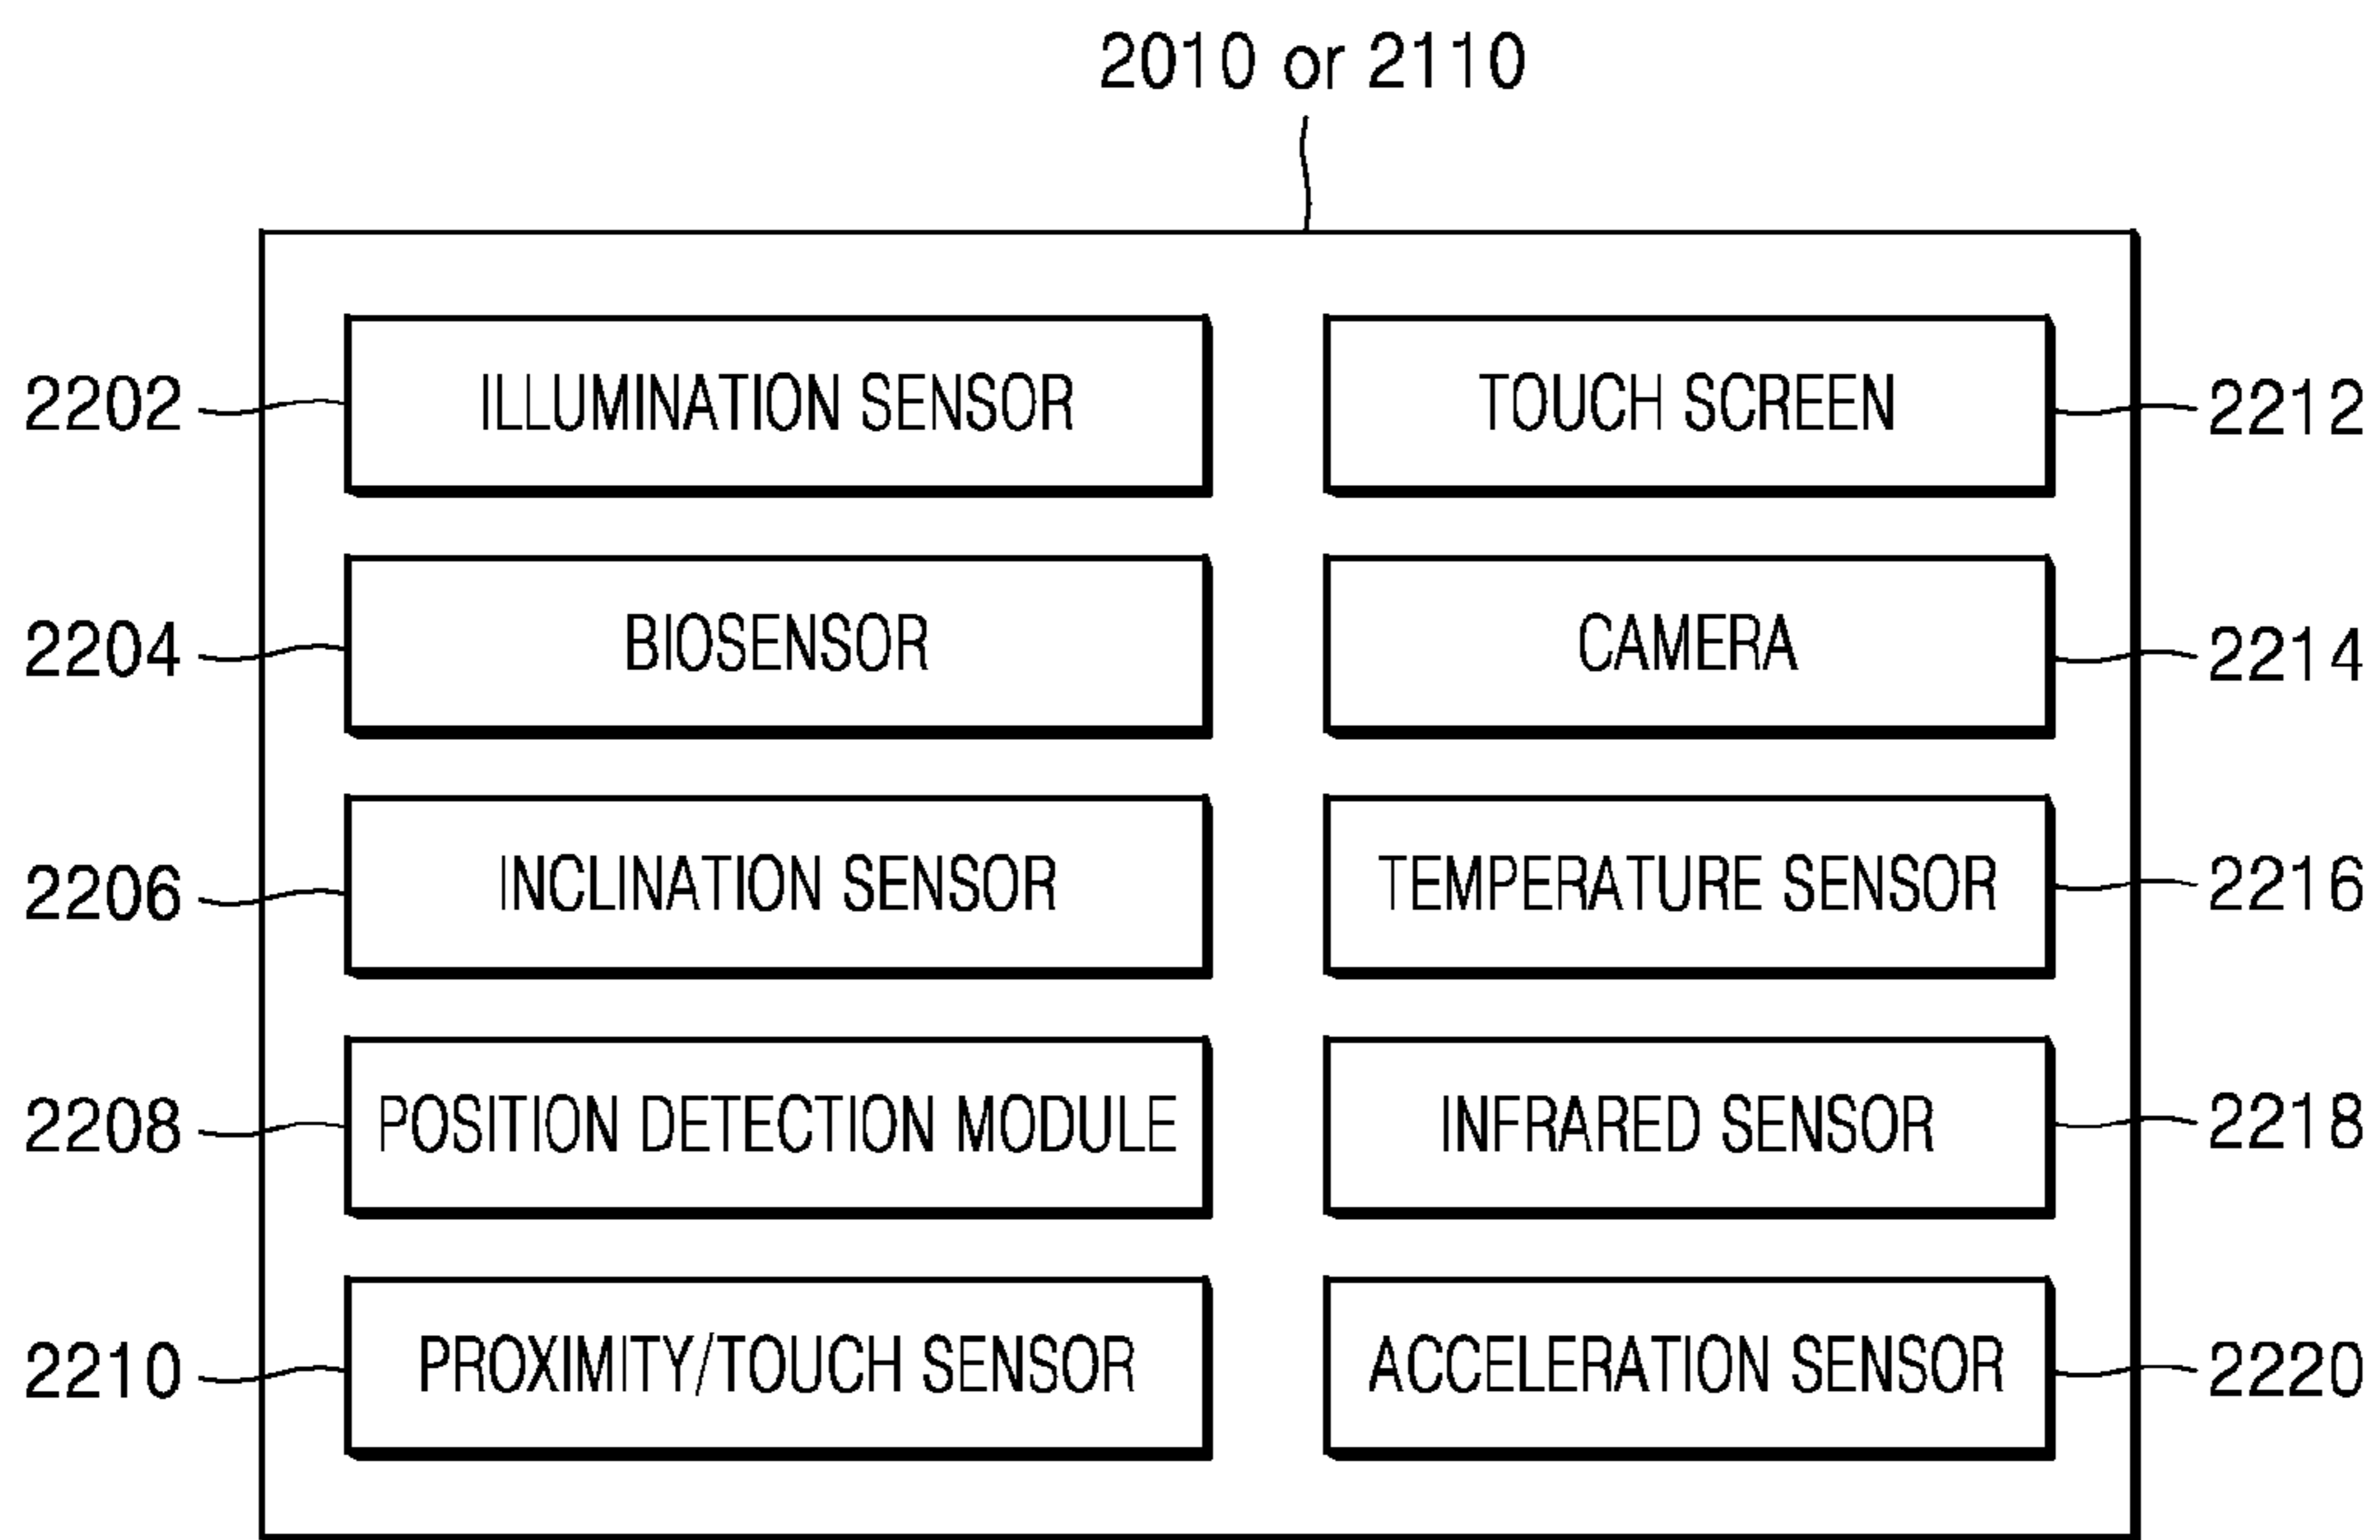 2010 or 2110
2202 ILLUMINATION SENSOR TOUCH SCREEN 2212
2204 BIOSENSOR CAMERA 2214
2206 INCLINATION SENSOR TEMPERATURE SENSOR 2216
2208 POSITION DETECTION MODULE INFRARED SENSOR 2218
2210 PROXIMITY/TOUCH SENSOR ACCELERATION SENSOR 2220